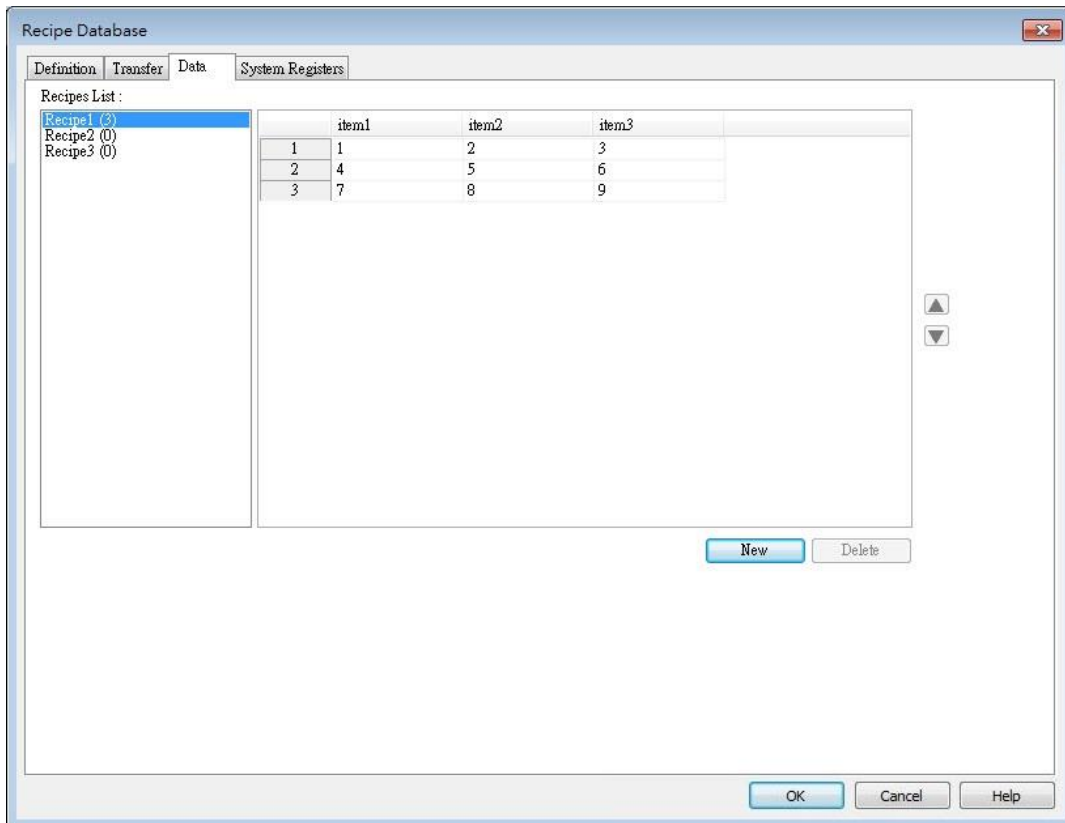 Recipe Database
Definition Transfer Data System Registers
Recipes List :
Recipe1 (3)
Recipe2 (0)
Recipe3 (0)
item1 item2 item3
1 1 2 3
2 4 5 6
3 7 8 9
New Delete
OK Cancel Help